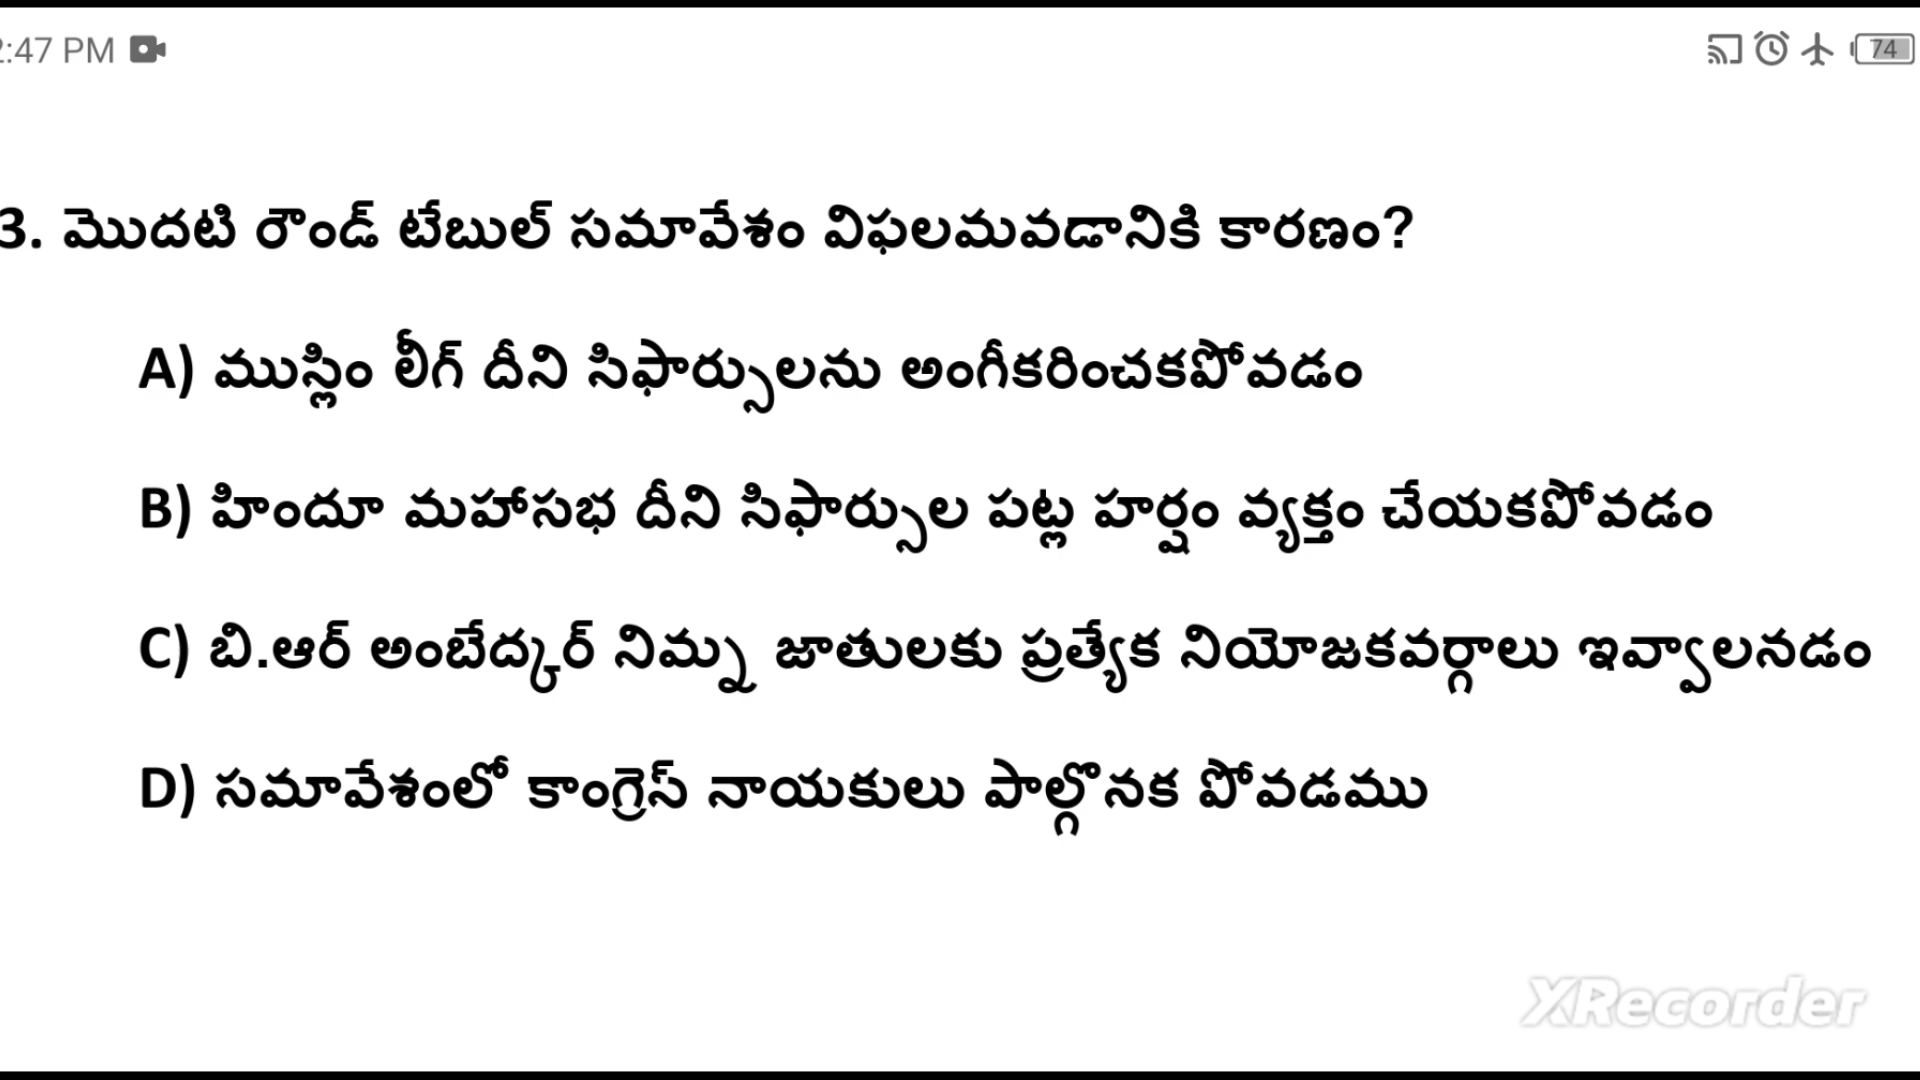 :47 PM
74
3. మొదటి రౌండ్ టేబుల్ సమావేశం విఫలమవడానికి కారణం?
A) ముస్లిం లీగ్ దీని సిఫార్సులను అంగీకరించకపోవడం
B) హిందూ మహాసభ దీని సిఫార్సుల పట్ల హర్షం వ్యక్తం చేయకపోవడం
C) బి.ఆర్ అంబేద్కర్ నిమ్న జాతులకు ప్రత్యేక నియోజకవర్గాలు ఇవ్వాలనడం
D) సమావేశంలో కాంగ్రెస్ నాయకులు పాల్గొనక పోవడము
XRecorder